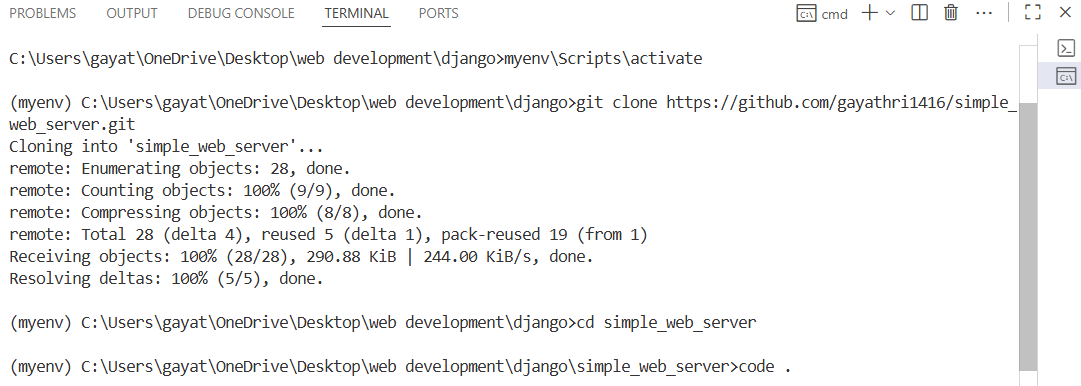 PROBLEMS OUTPUT DEBUG CONSOLE TERMINAL PORTS cmd
C:\Users\gayat\OneDrive\Desktop\web development\django>myenv\Scripts\activate
(myenv) C:\Users\gayat\OneDrive\Desktop\web development\django>git clone https://github.com/gayathri1416/simple_
web_server.git
Cloning into 'simple_web_server'...
remote: Enumerating objects: 28, done.
remote: Counting objects: 100% (9/9), done.
remote: Compressing objects: 100% (8/8), done.
remote: Total 28 (delta 4), reused 5 (delta 1), pack-reused 19 (from 1)
Receiving objects: 100% (28/28), 290.88 KiB | 244.00 KiB/s, done.
Resolving deltas: 100% (5/5), done.
(myenv) C:\Users\gayat\OneDrive\Desktop\web development\django>cd simple_web_server
(myenv) C:\Users\gayat\OneDrive\Desktop\web development\django\simple_web_server>code .